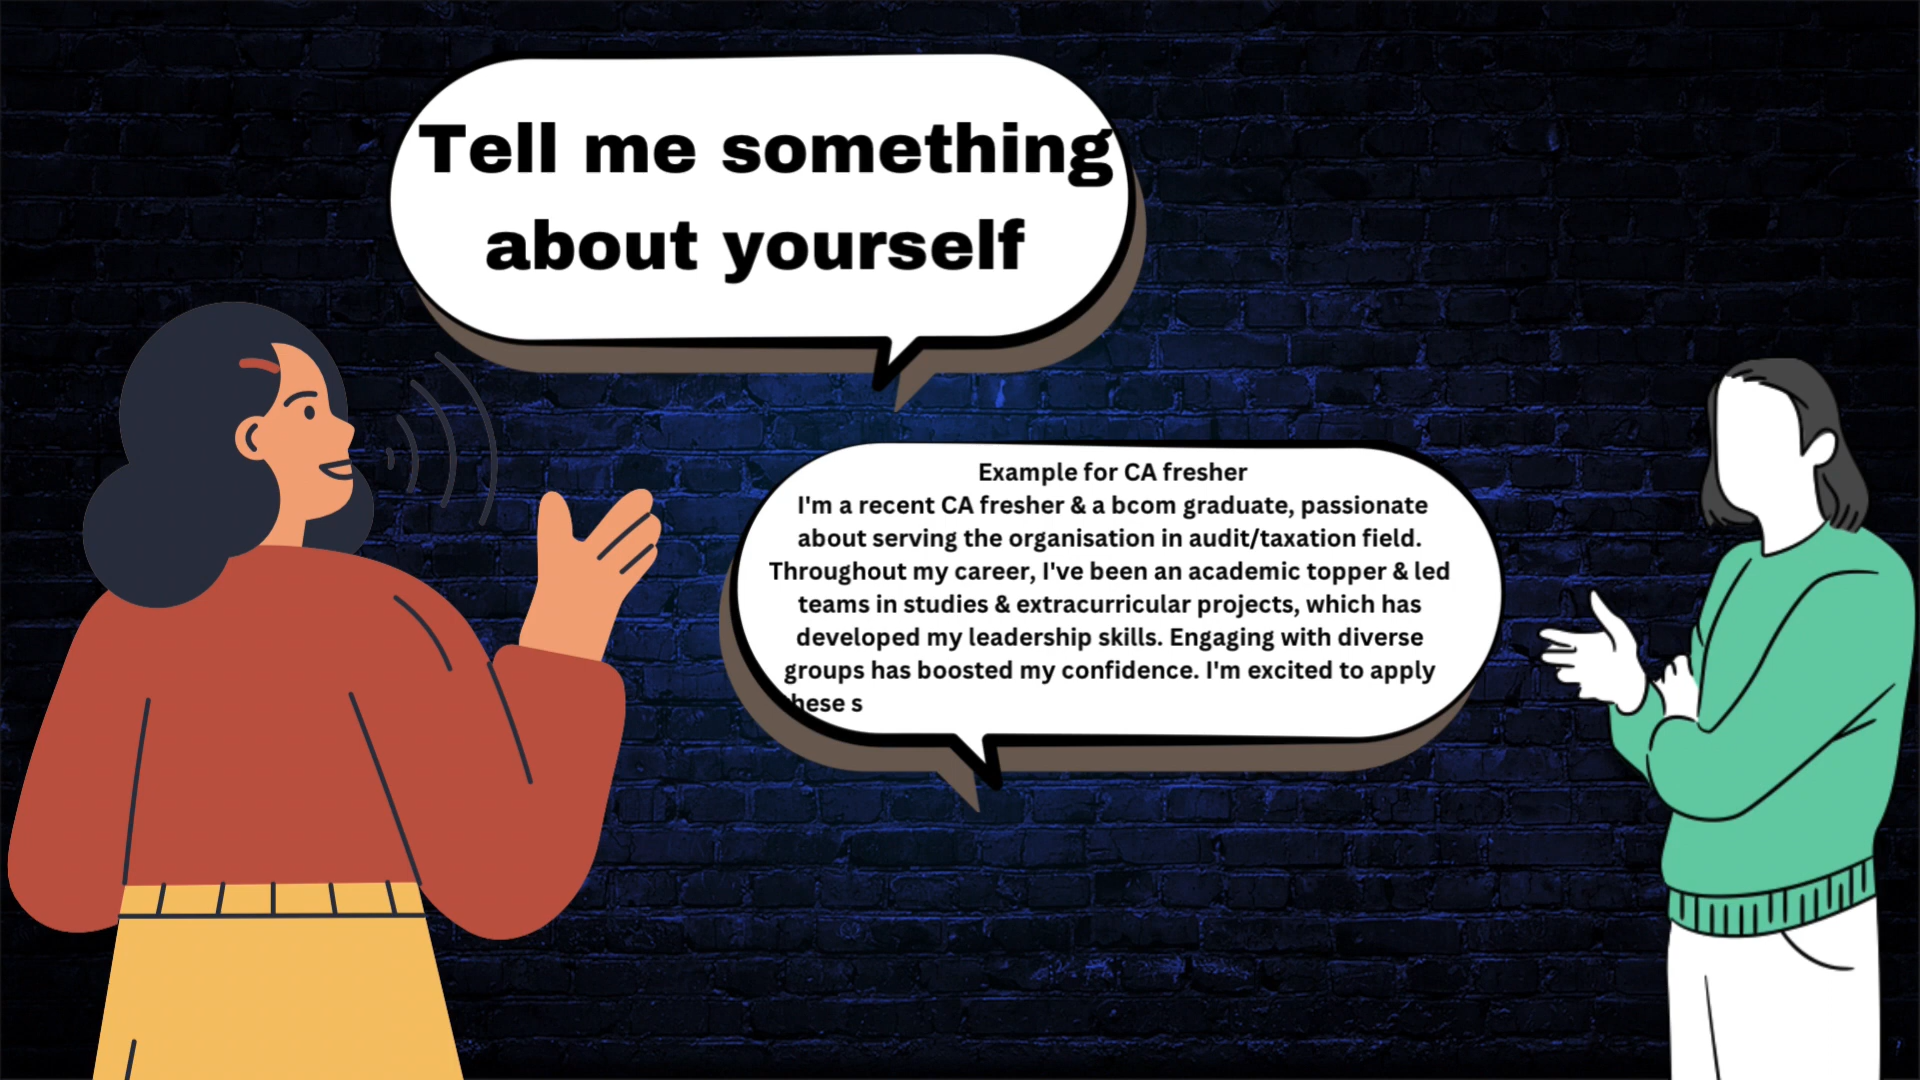 Tell me something
about yourself
Example for CA fresher
I'm a recent CA fresher & a bcom graduate, passionate
about serving the organisation in audit/taxation field.
Throughout my career, I've been an academic topper & led
teams in studies & extracurricular projects, which has
developed my leadership skills. Engaging with diverse
groups has boosted my confidence. I'm excited to apply
hese s